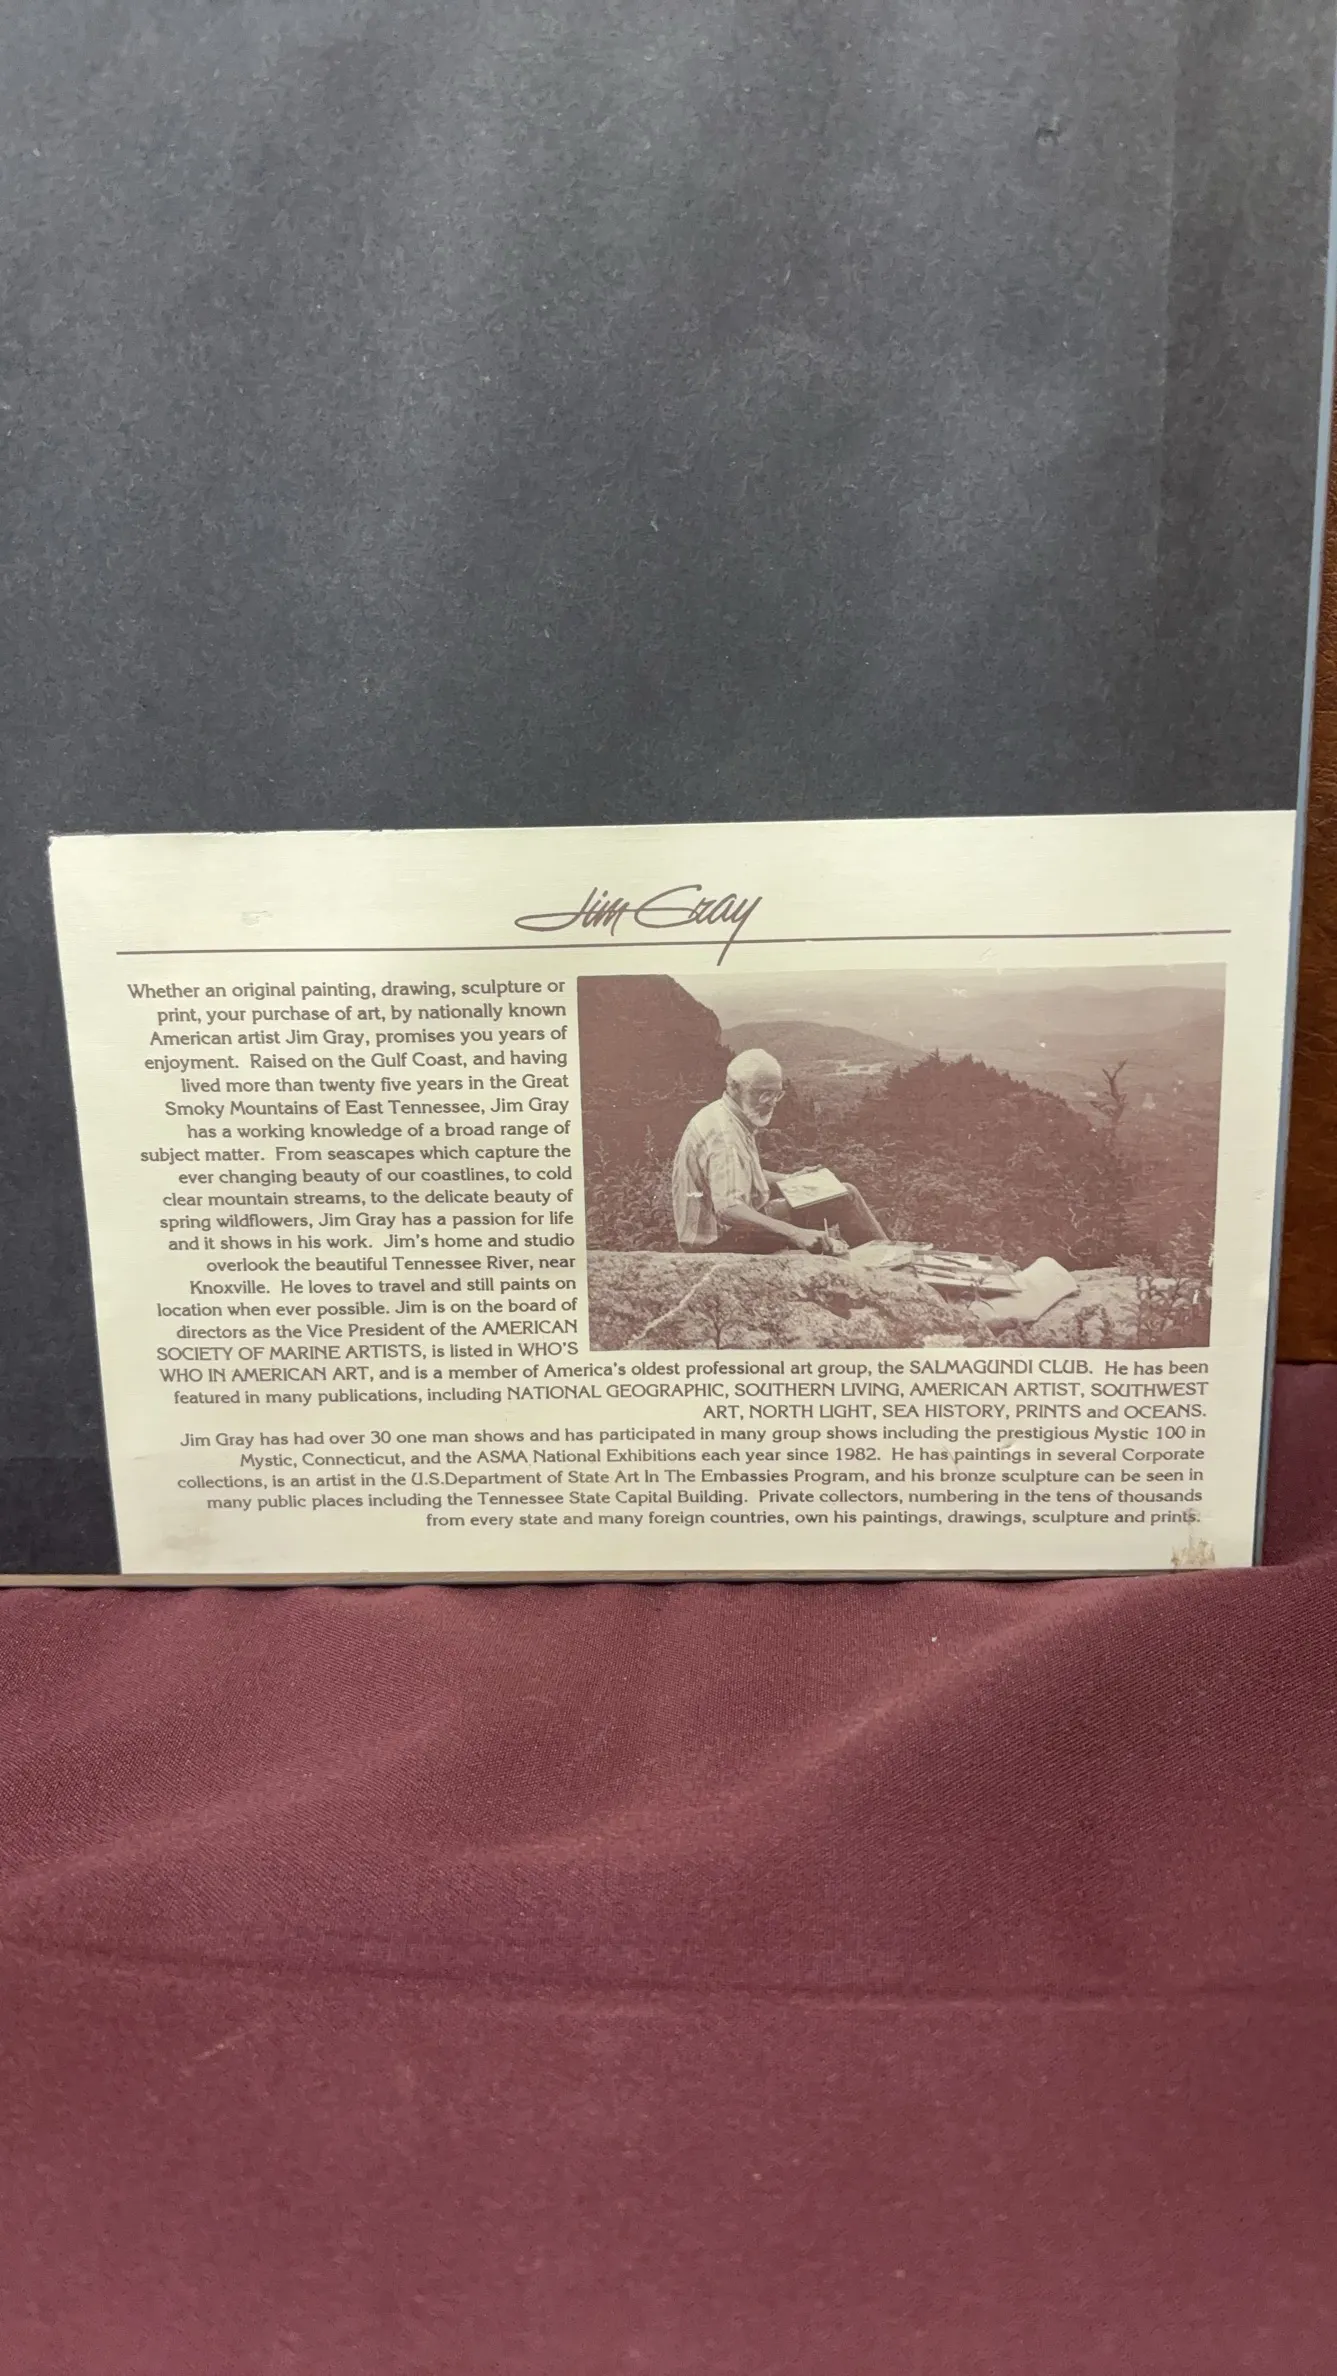 Jim Gray
Whether an original painting, drawing, sculpture or
print, your purchase of art, by nationally known
American artist Jim Gray, promises you years of
enjoyment. Raised on the Gulf Coast, and having
lived more than twenty five years in the Great
Smoky Mountains of East Tennessee, Jim Gray
has a working knowledge of a broad range of
subject matter. From seascapes which capture the
ever changing beauty of our coastlines, to cold
clear mountain streams, to the delicate beauty of
spring wildflowers, Jim Gray has a passion for life
and it shows in his work. Jim's home and studio
overlook the beautiful Tennessee River, near
Knoxville. He loves to travel and still paints on
location when ever possible. Jim is on the board of
directors as the Vice President of the AMERICAN
SOCIETY OF MARINE ARTISTS, is listed in WHO'S
WHO IN AMERICAN ART, and is a member of America's oldest professional art group, the SALMAGUNDI CLUB. He has been
featured in many publications, including NATIONAL GEOGRAPHIC, SOUTHERN LIVING, AMERICAN ARTIST, SOUTHWEST
ART, NORTH LIGHT, SEA HISTORY, PRINTS and OCEANS.
Jim Gray has had over 30 one man shows and has participated in many group shows including the prestigious Mystic 100 in
Mystic, Connecticut, and the ASMA National Exhibitions each year since 1982. He has paintings in several Corporate
collections, is an artist in the U.S.Department of State Art In The Embassies Program, and his bronze sculpture can be seen in
many public places including the Tennessee State Capital Building. Private collectors, numbering in the tens of thousands
from every state and many foreign countries, own his paintings, drawings, sculpture and prints.